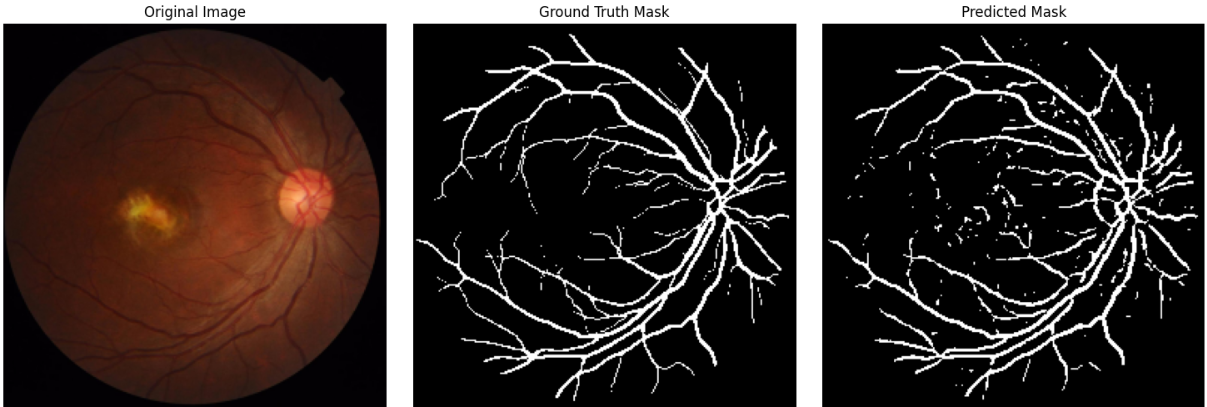 Original Image
Ground Truth Mask
Predicted Mask